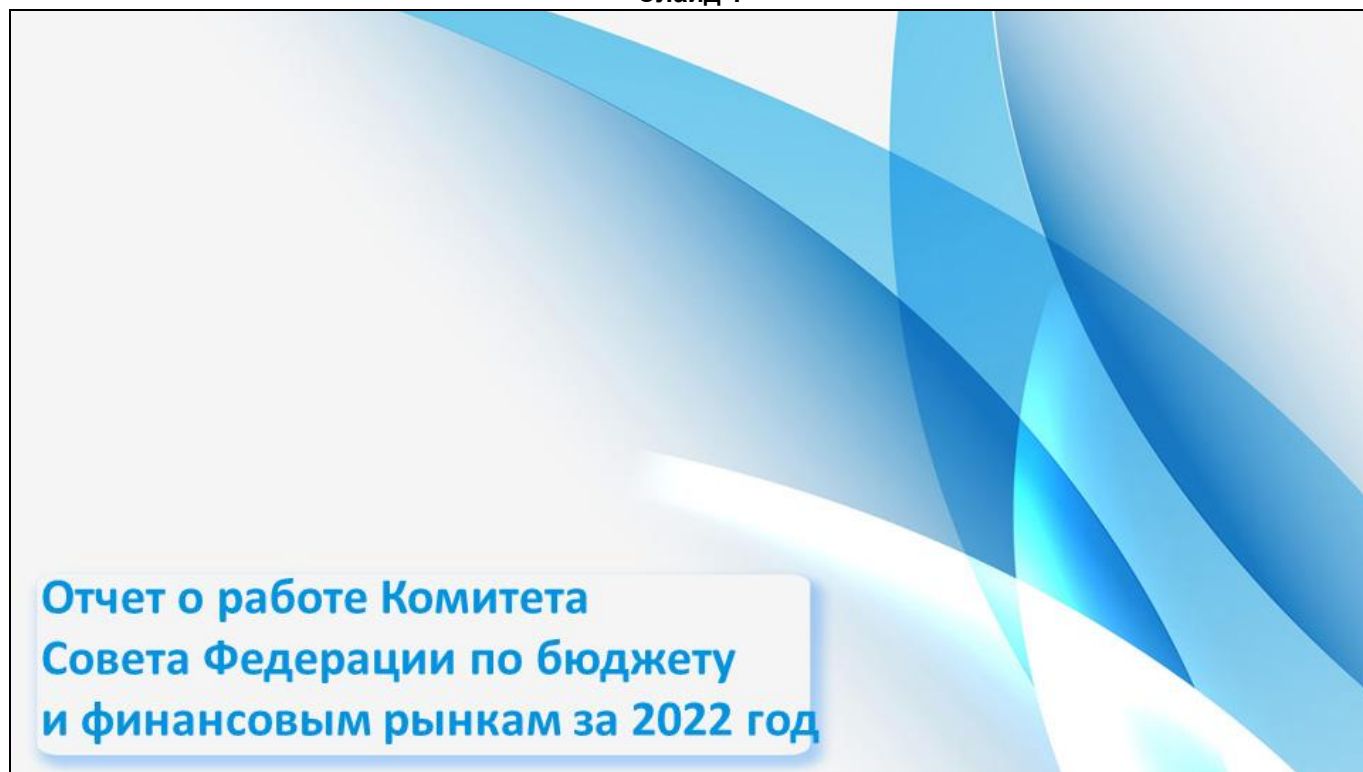 Отчет о работе Комитета
Совета Федерации по бюджету
и финансовым рынкам за 2022 год